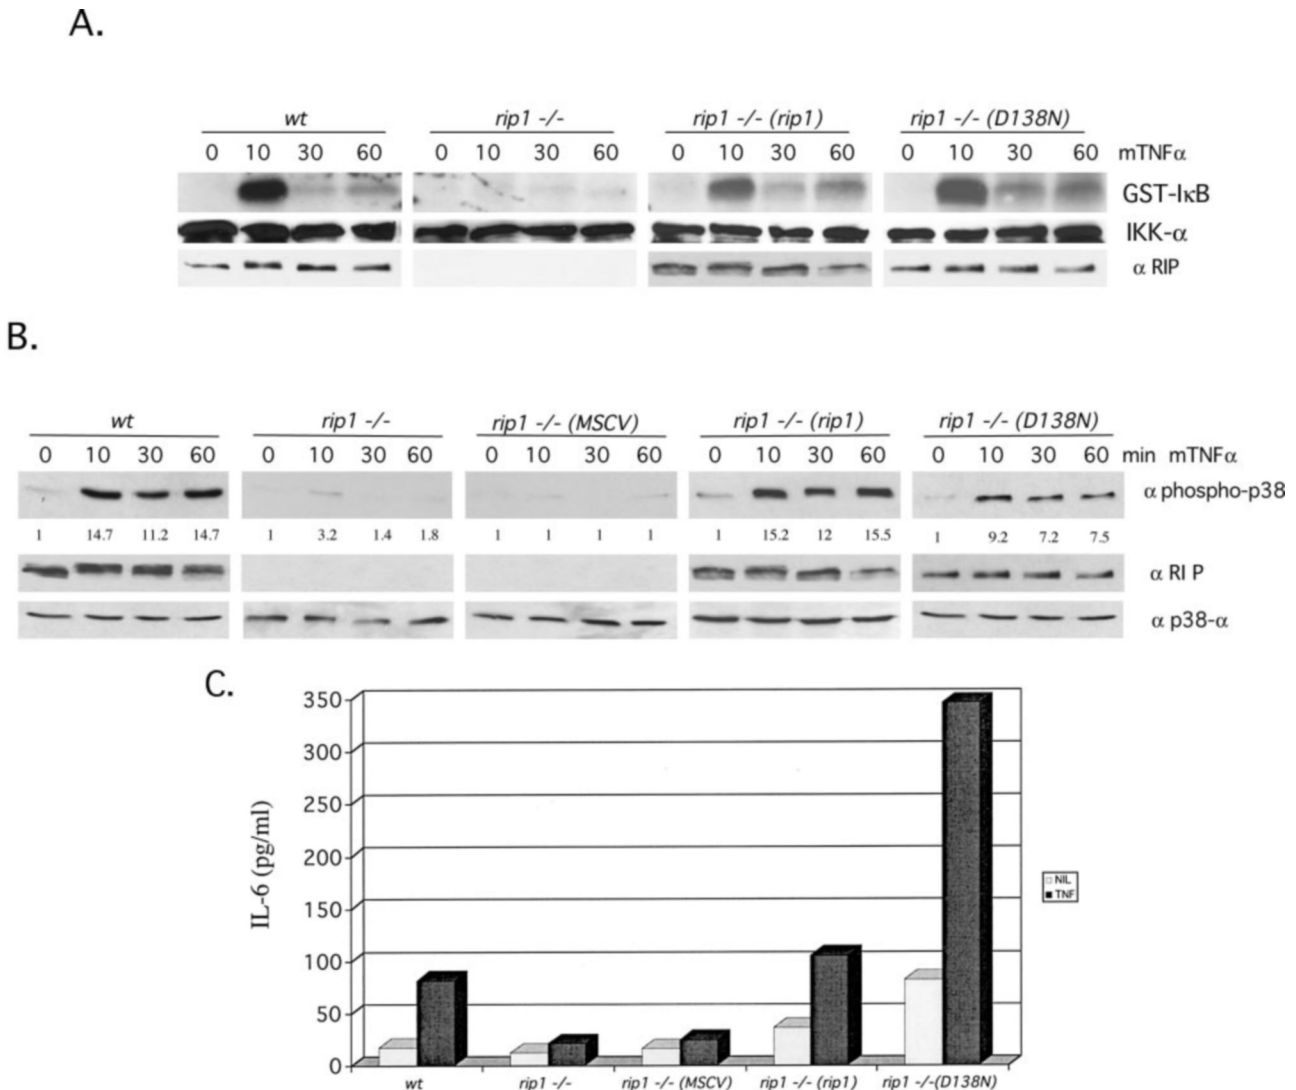 A.
wt rip1 -/- rip1 -/- (rip1) rip1 -/- (D138N)
0 10 30 60 0 10 30 60 0 10 30 60 0 10 30 60 mTNFα
GST-IκB
IKK-α
α RIP
B.
wt rip1 -/- rip1 -/- (MSCV) rip1 -/- (rip1) rip1 -/- (D138N)
0 10 30 60 0 10 30 60 0 10 30 60 0 10 30 60 0 10 30 60 min mTNFα
α phospho-p38
1 14.7 11.2 14.7 1 3.2 1.4 1.8 1 1 1 1 1 15.2 12 15.5 1 9.2 7.2 7.5
α RI P
α p38-α
C.
350
300
250
200
150
100
50
0
IL-6 (pg/ml)
NIL
TNF
wt rip1 -/- rip1 -/- (MSCV) rip1 -/- (rip1) rip1 -/-(D138N)